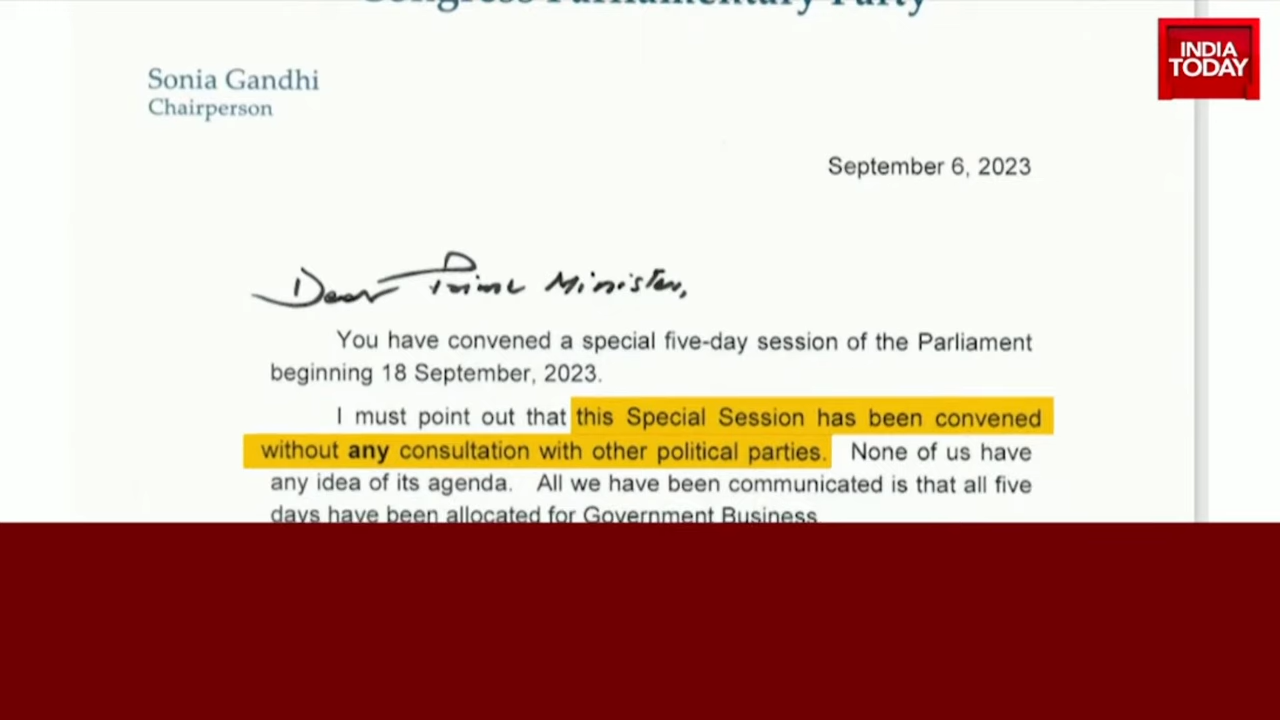 Congress Parliamentary Party
INDIA
TODAY
Sonia Gandhi
Chairperson
September 6, 2023
Dear Prime Minister,
You have convened a special five-day session of the Parliament
beginning 18 September, 2023.
I must point out that this Special Session has been convened
without any consultation with other political parties. None of us have
any idea of its agenda. All we have been communicated is that all five
days have been allocated for Government Business